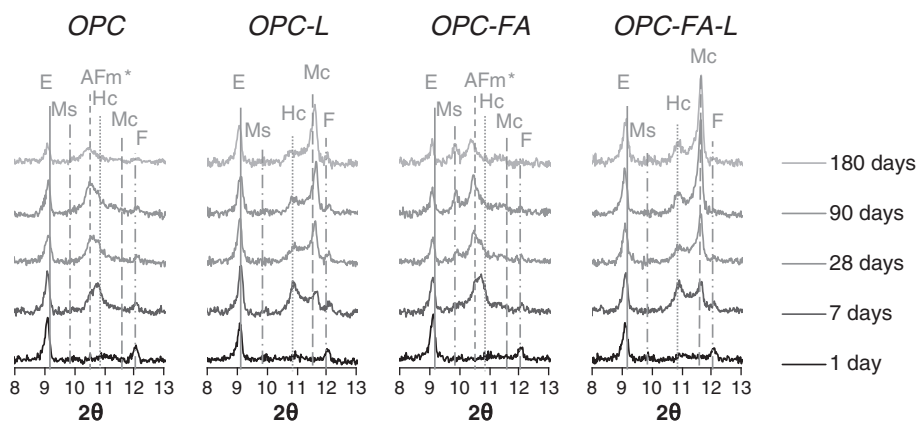 OPC
OPC-L
OPC-FA
OPC-FA-L
E
Ms
AFm*
Hc
Mc
F
E
Ms
Hc
Mc
F
E
Ms
AFm*
Hc
Mc
F
E
Ms
Hc
Mc
F
180 days
90 days
28 days
7 days
1 day
8 9 10 11 12 13
8 9 10 11 12 13
8 9 10 11 12 13
8 9 10 11 12 13
2θ
2θ
2θ
2θ